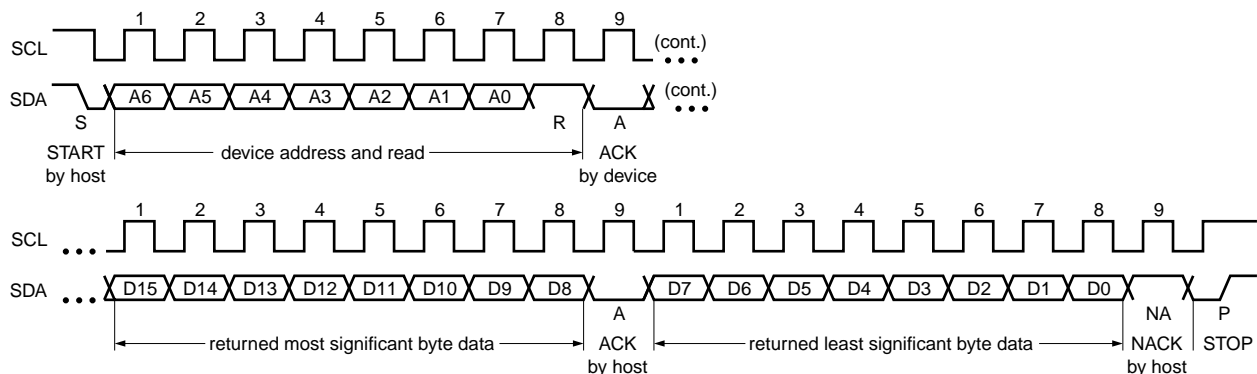 1 2 3 4 5 6 7 8 9
SCL (cont.)
SDA A6 A5 A4 A3 A2 A1 A0 (cont.)
S R A
START device address and read ACK
by host by device
1 2 3 4 5 6 7 8 9 1 2 3 4 5 6 7 8 9
SCL
SDA D15 D14 D13 D12 D11 D10 D9 D8 D7 D6 D5 D4 D3 D2 D1 D0
A NA P
returned most significant byte data ACK returned least significant byte data NACK STOP
by host by host